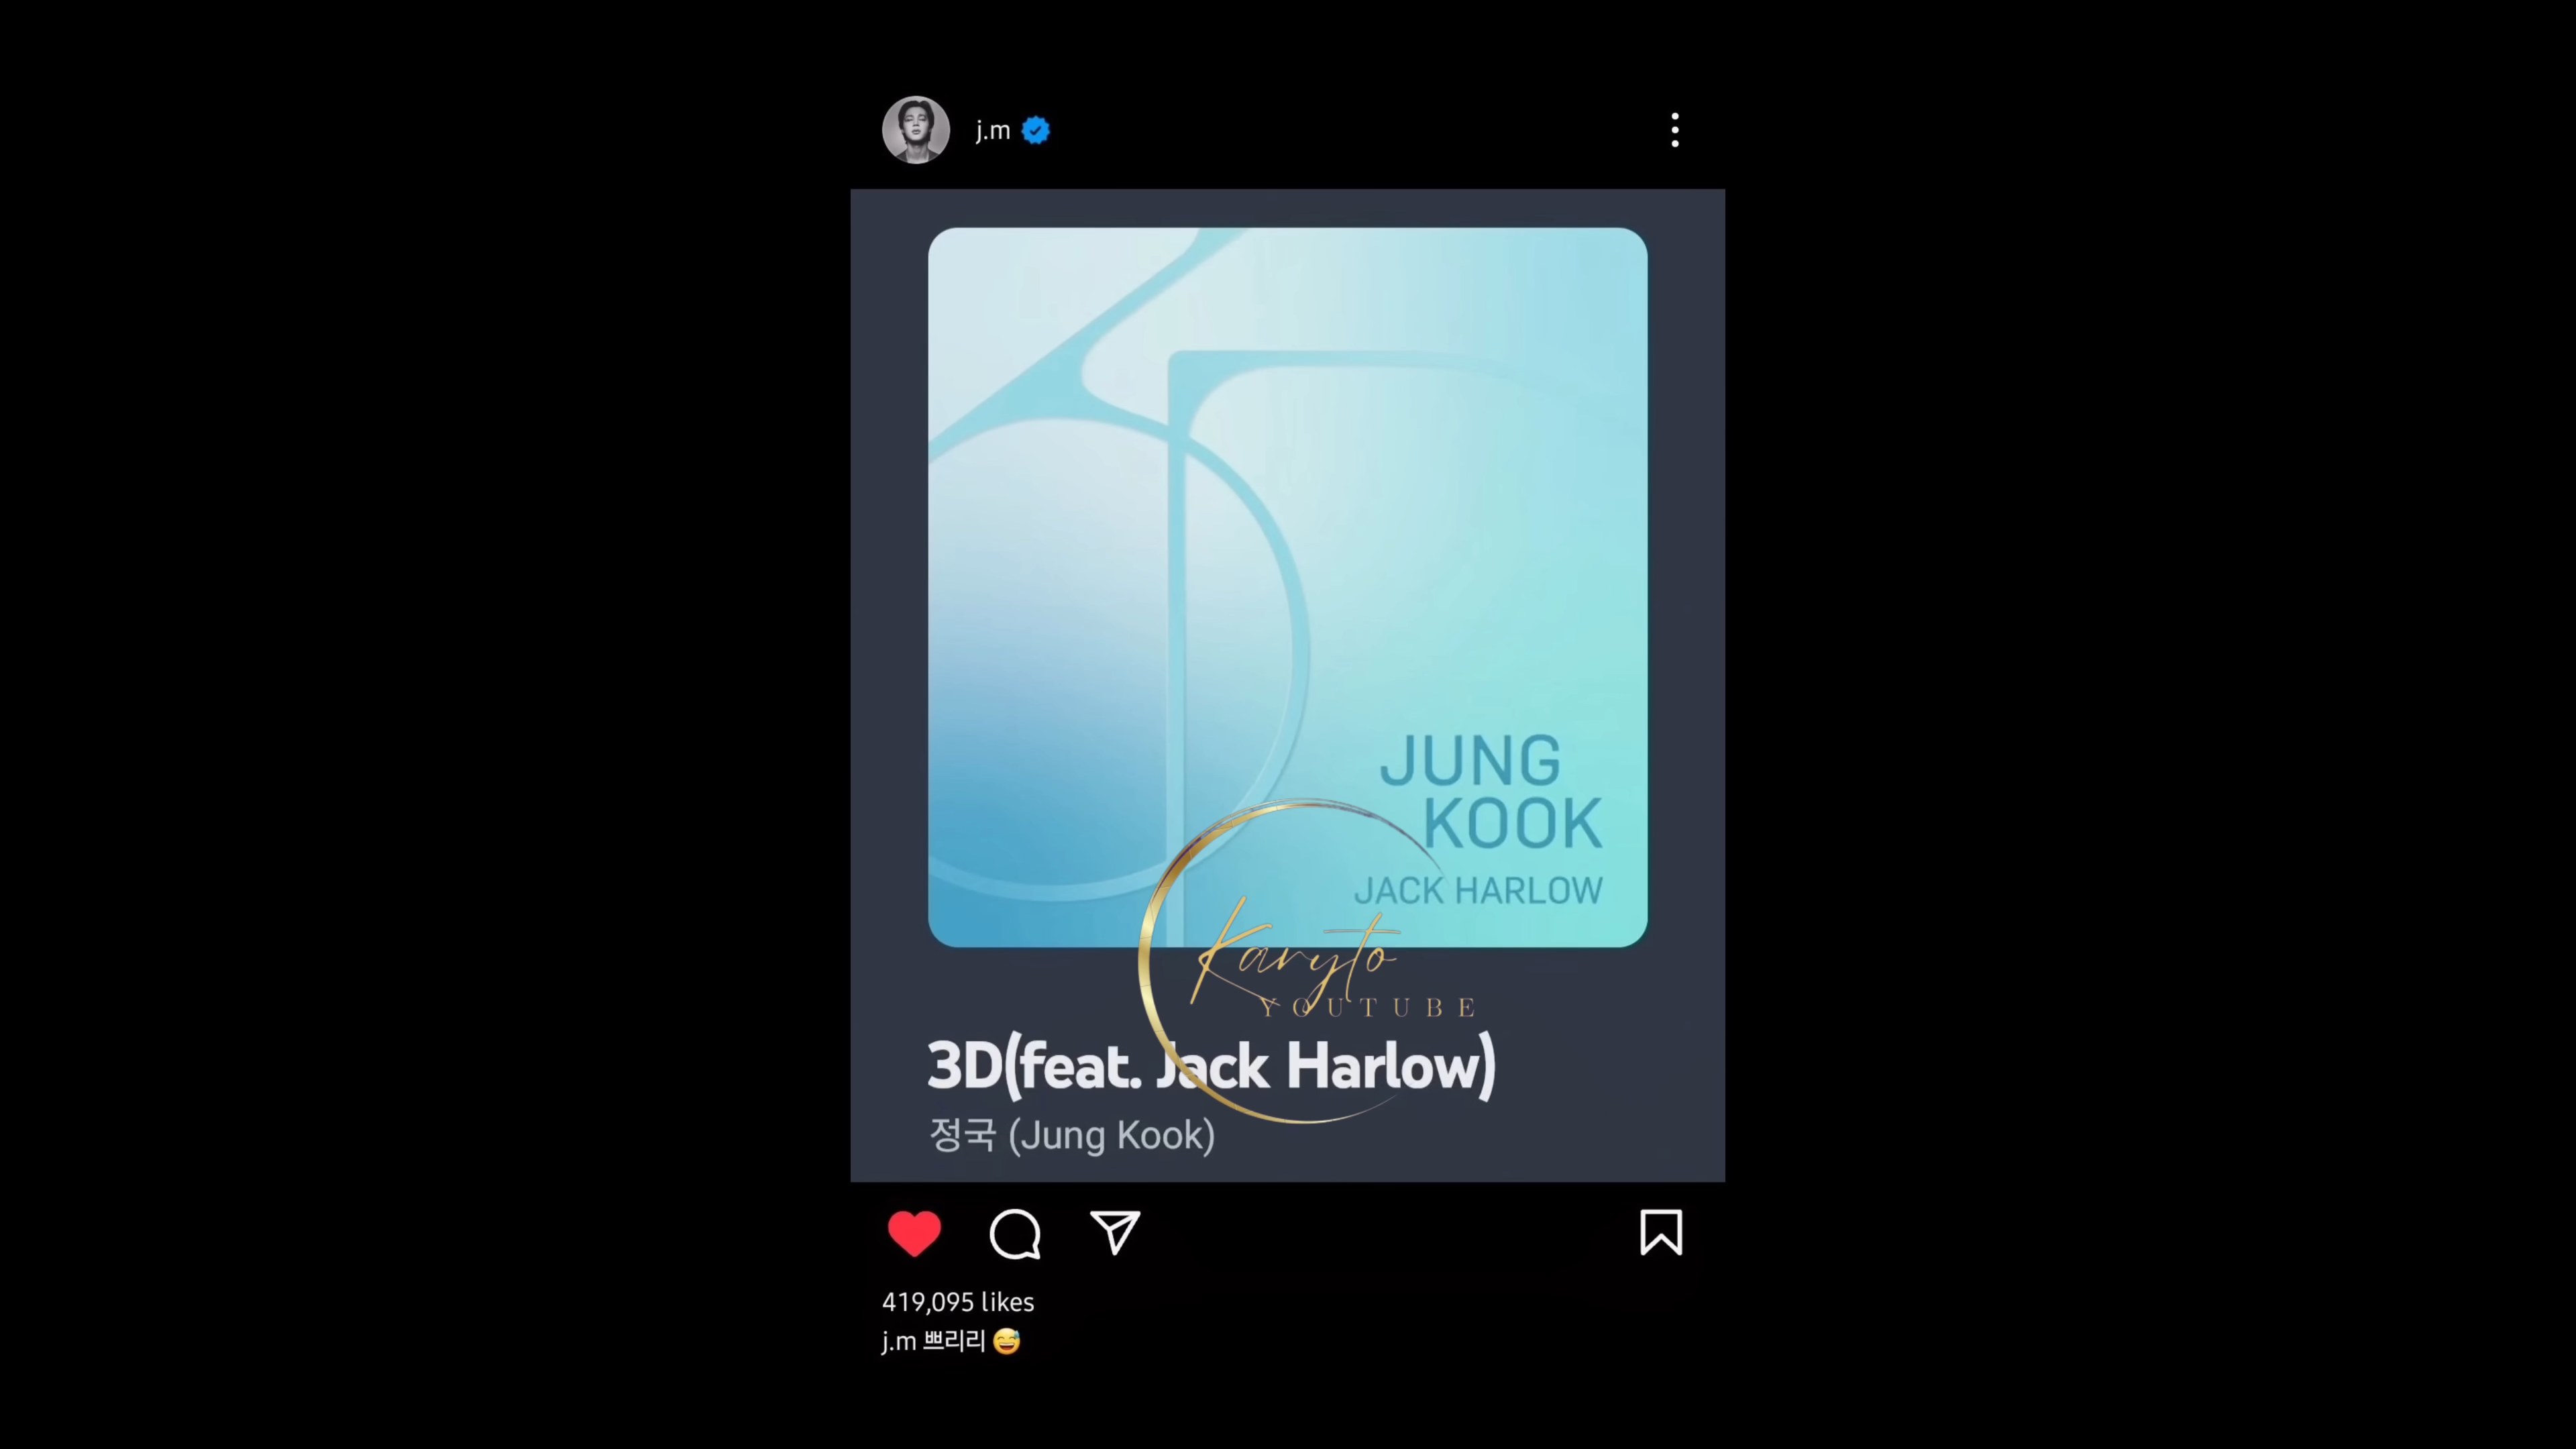 j.m
JUNG
KOOK
JACK HARLOW
Karyto
YOUTUBE
3D(feat. Jack Harlow)
정국 (Jung Kook)
419,095 likes
j.m 쁘리리 😅